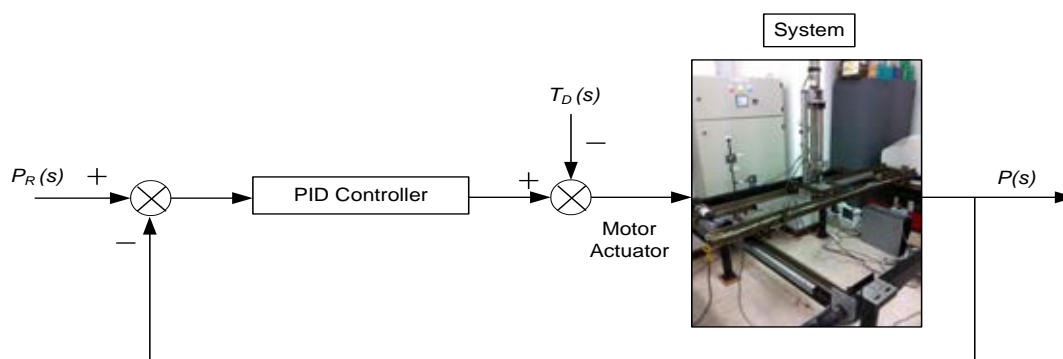 System
T_D(s)
P_R(s)
+
−
+
−
PID Controller
Motor
Actuator
P(s)